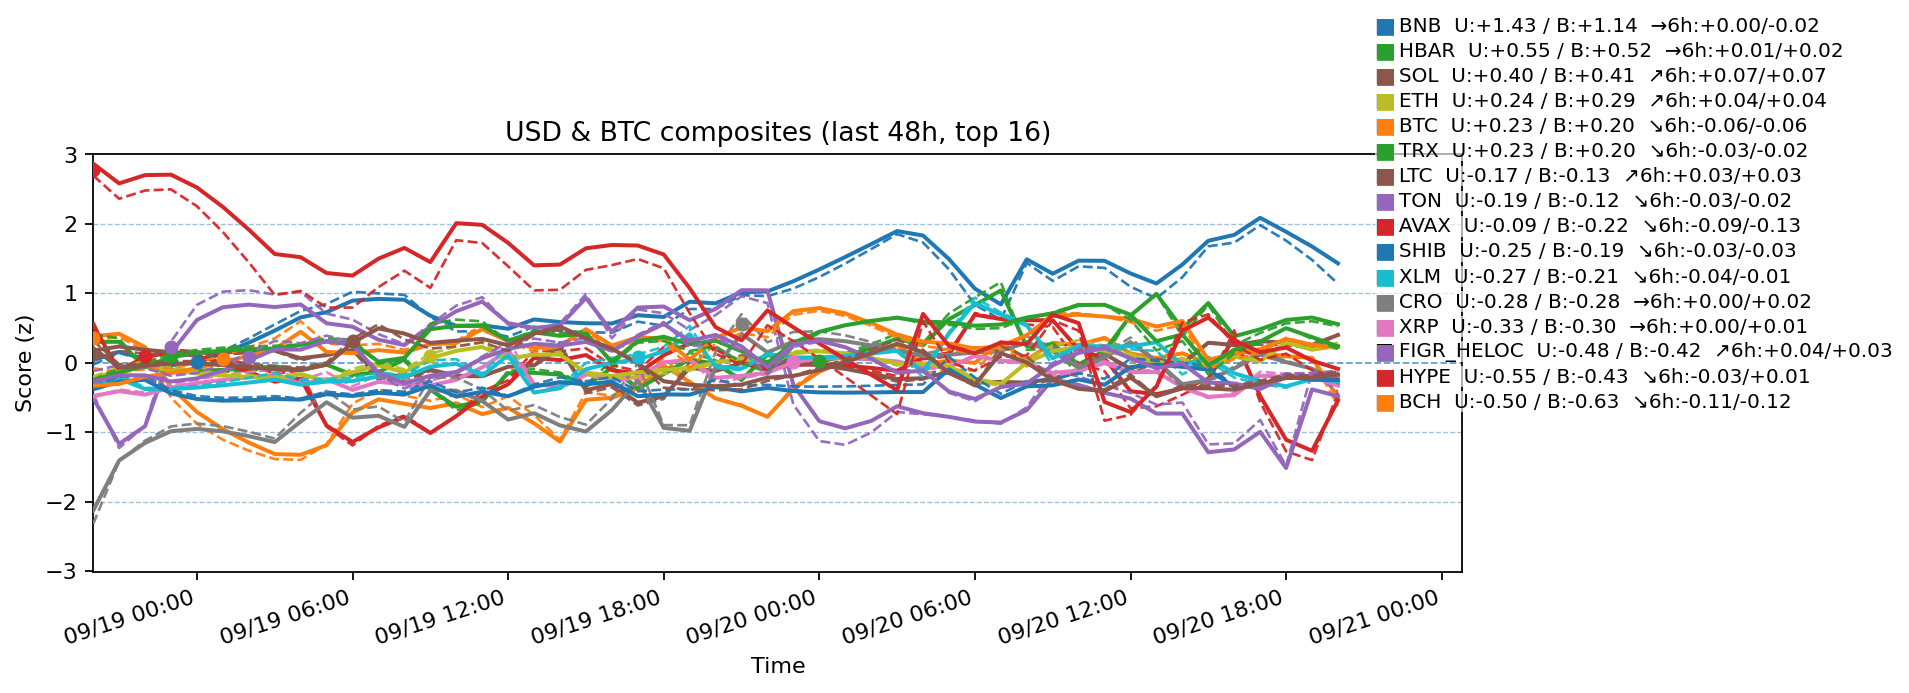 BNB  U:+1.43 / B:+1.14  →6h:+0.00/-0.02
HBAR  U:+0.55 / B:+0.52  →6h:+0.01/+0.02
SOL  U:+0.40 / B:+0.41  ↗6h:+0.07/+0.07
ETH  U:+0.24 / B:+0.29  ↗6h:+0.04/+0.04
BTC  U:+0.23 / B:+0.20  ↘6h:-0.06/-0.06
TRX  U:+0.23 / B:+0.20  ↘6h:-0.03/-0.02
LTC  U:-0.17 / B:-0.13  ↗6h:+0.03/+0.03
TON  U:-0.19 / B:-0.12  ↘6h:-0.03/-0.02
AVAX  U:-0.09 / B:-0.22  ↘6h:-0.09/-0.13
SHIB  U:-0.25 / B:-0.19  ↘6h:-0.03/-0.03
XLM  U:-0.27 / B:-0.21  ↘6h:-0.04/-0.01
CRO  U:-0.28 / B:-0.28  →6h:+0.00/+0.02
XRP  U:-0.33 / B:-0.30  →6h:+0.00/+0.01
FIGR_HELOC  U:-0.48 / B:-0.42  ↗6h:+0.04/+0.03
HYPE  U:-0.55 / B:-0.43  ↘6h:-0.03/+0.01
BCH  U:-0.50 / B:-0.63  ↘6h:-0.11/-0.12
USD & BTC composites (last 48h, top 16)
Score (z)
3
2
1
0
−1
−2
−3
09/19 00:00
09/19 06:00
09/19 12:00
09/19 18:00
09/20 00:00
09/20 06:00
09/20 12:00
09/20 18:00
09/21 00:00
Time